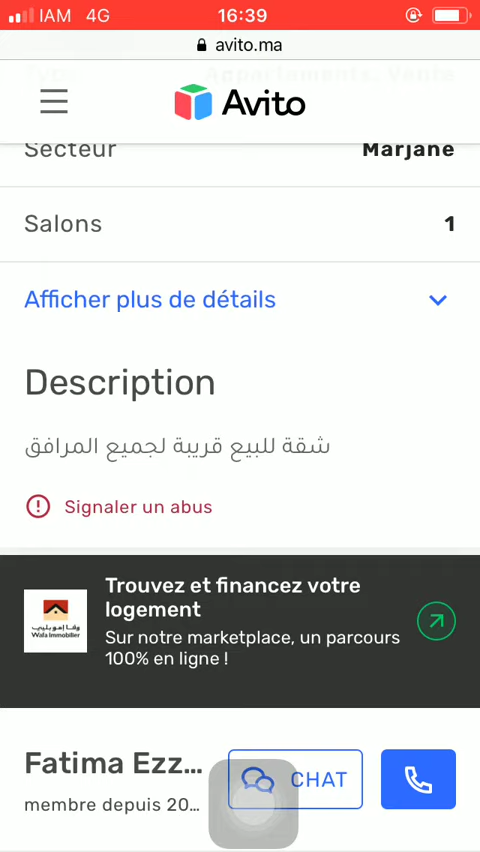 IAM 4G 16:39
avito.ma
Avito
Secteur Marjane
Salons 1
Afficher plus de détails
Description
شقة للبيع قريبة لجميع المرافق
Signaler un abus
Trouvez et financez votre
logement
Sur notre marketplace, un parcours
100% en ligne !
Wafa Immobilier
Fatima Ezz... CHAT
membre depuis 20...